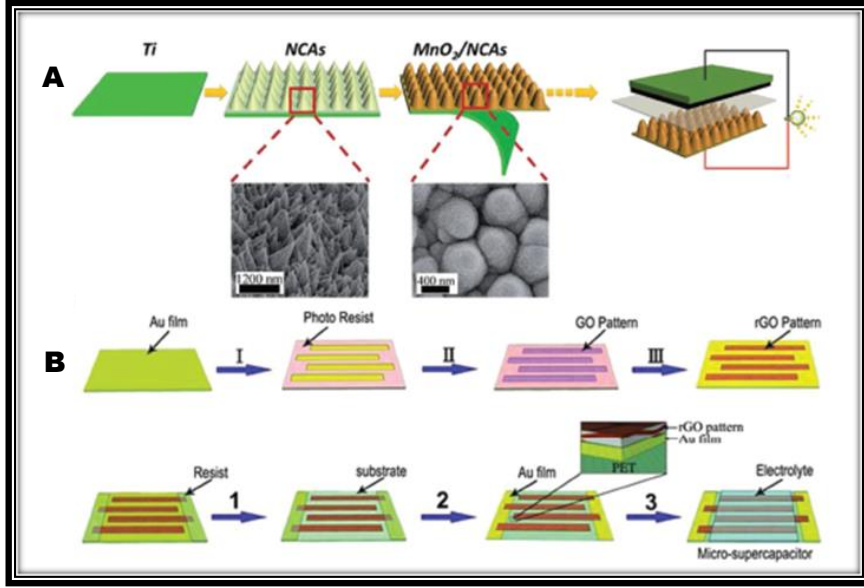 A
Ti
NCAs
MnO₂/NCAs
1200 nm
400 nm
B
Au film
Photo Resist
GO Pattern
rGO Pattern
I
II
III
rGO pattern
Au film
PET
Resist
substrate
Au film
Electrolyte
1
2
3
Micro-supercapacitor